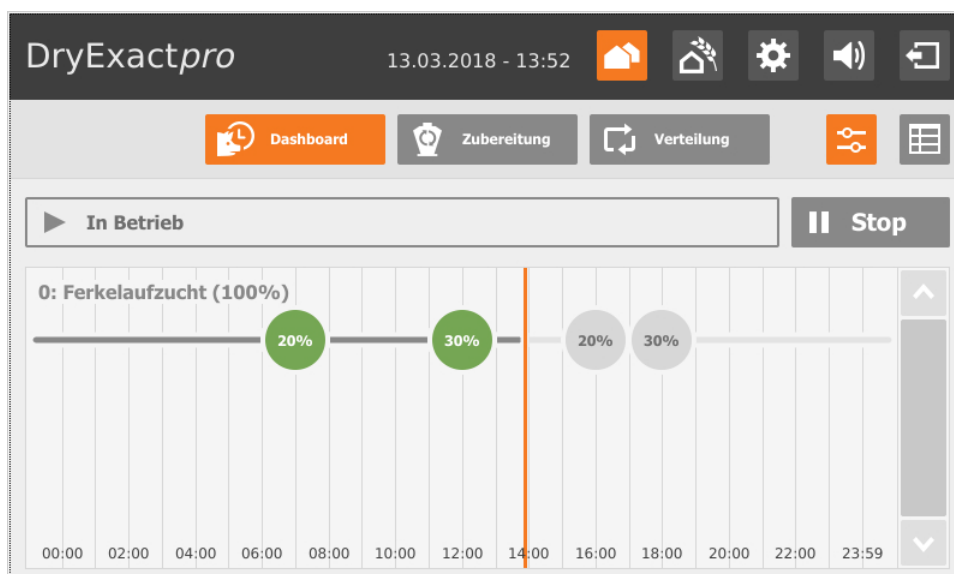 DryExactpro
13.03.2018 - 13:52
Dashboard
Zubereitung
Verteilung
In Betrieb
Stop
0: Ferkelaufzucht (100%)
20%
30%
20%
30%
00:00 02:00 04:00 06:00 08:00 10:00 12:00 14:00 16:00 18:00 20:00 22:00 23:59